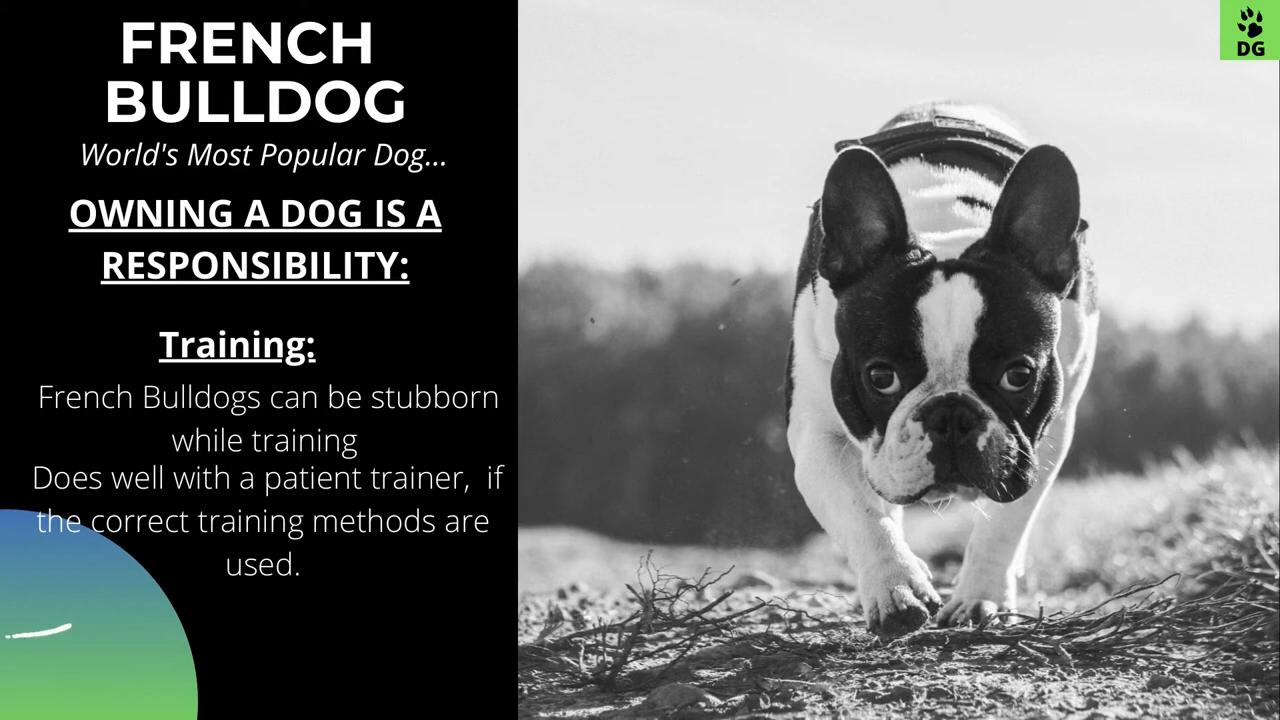 FRENCH
BULLDOG
World's Most Popular Dog...
OWNING A DOG IS A
RESPONSIBILITY:
Training:
French Bulldogs can be stubborn
while training
Does well with a patient trainer,  if
the correct training methods are
used.
DG